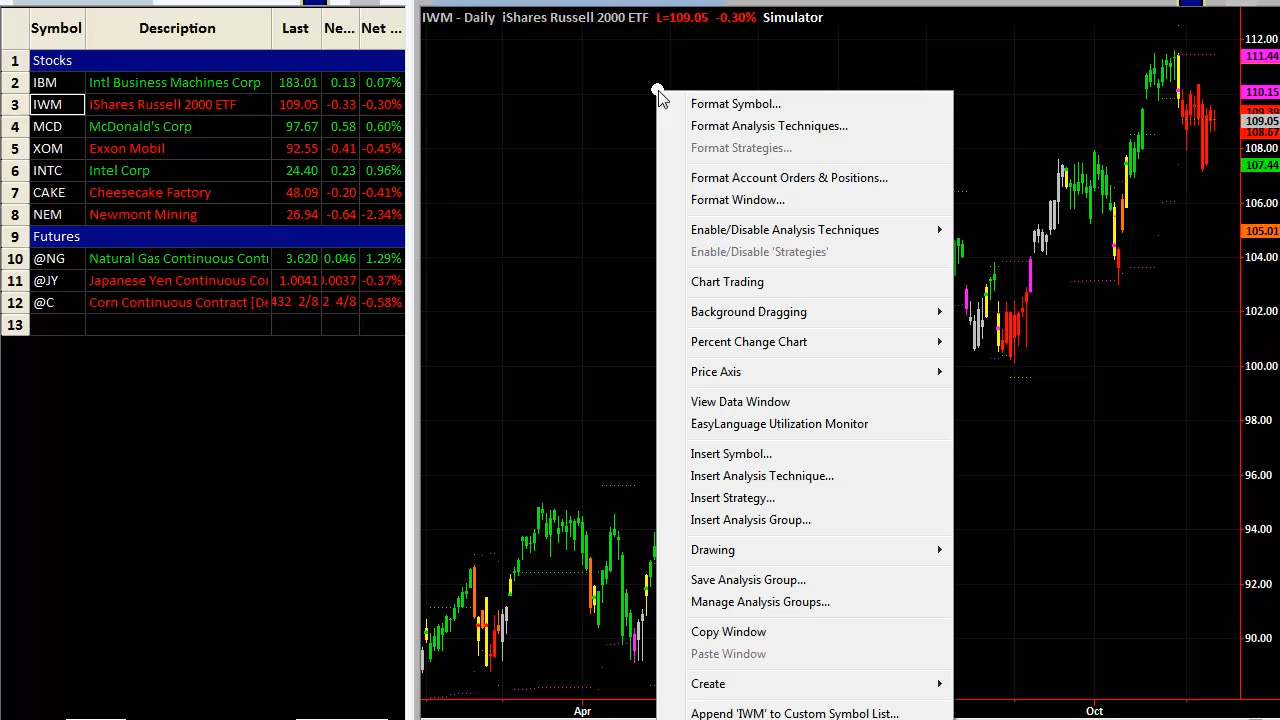 Symbol Description Last Ne... Net ...
1 Stocks
2 IBM Intl Business Machines Corp 183.01 0.13 0.07%
3 IWM iShares Russell 2000 ETF 109.05 -0.33 -0.30%
4 MCD McDonald's Corp 97.67 0.58 0.60%
5 XOM Exxon Mobil 92.55 -0.41 -0.45%
6 INTC Intel Corp 24.40 0.23 0.96%
7 CAKE Cheesecake Factory 48.09 -0.20 -0.41%
8 NEM Newmont Mining 26.94 -0.64 -2.34%
9 Futures
10 @NG Natural Gas Continuous Conti 3.620 0.046 1.29%
11 @JY Japanese Yen Continuous Co 1.0041 0.0037 -0.37%
12 @C Corn Continuous Contract [De 432 2/8 2 4/8 -0.58%
13
IWM - Daily iShares Russell 2000 ETF L=109.05 -0.30% Simulator
Format Symbol...
Format Analysis Techniques...
Format Strategies...
Format Account Orders & Positions...
Format Window...
Enable/Disable Analysis Techniques
Enable/Disable 'Strategies'
Chart Trading
Background Dragging
Percent Change Chart
Price Axis
View Data Window
EasyLanguage Utilization Monitor
Insert Symbol...
Insert Analysis Technique...
Insert Strategy...
Insert Analysis Group...
Drawing
Save Analysis Group...
Manage Analysis Groups...
Copy Window
Paste Window
Create
Append 'IWM' to Custom Symbol List...
112.00
111.44
110.15
109.39
109.05
108.67
108.00
107.44
106.00
105.01
104.00
102.00
100.00
98.00
96.00
94.00
92.00
90.00
Apr
Oct